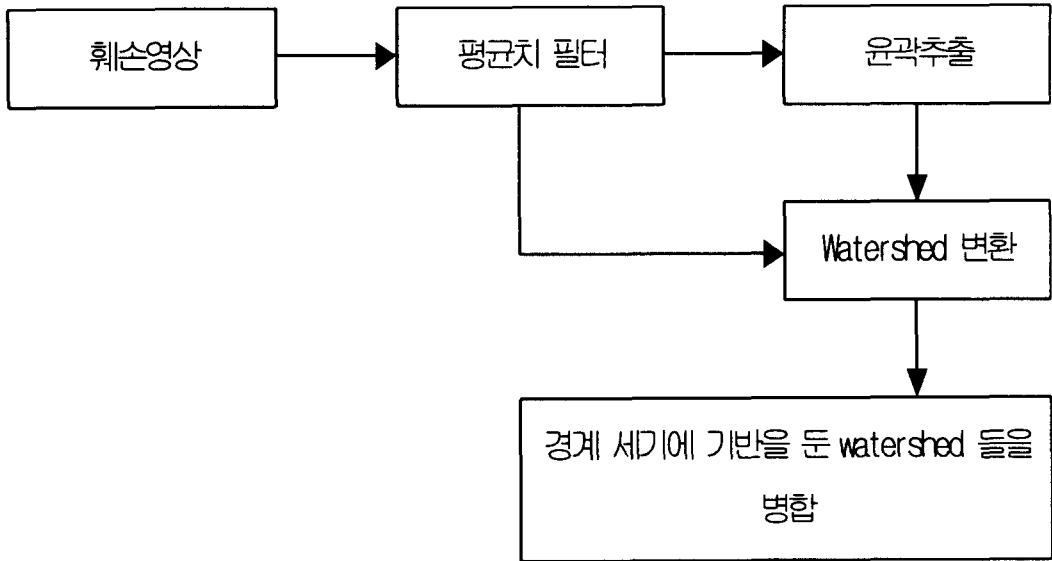 훼손영상
평균치 필터
윤곽추출
Watershed 변환
경계 세기에 기반을 둔 watershed 들을
병합